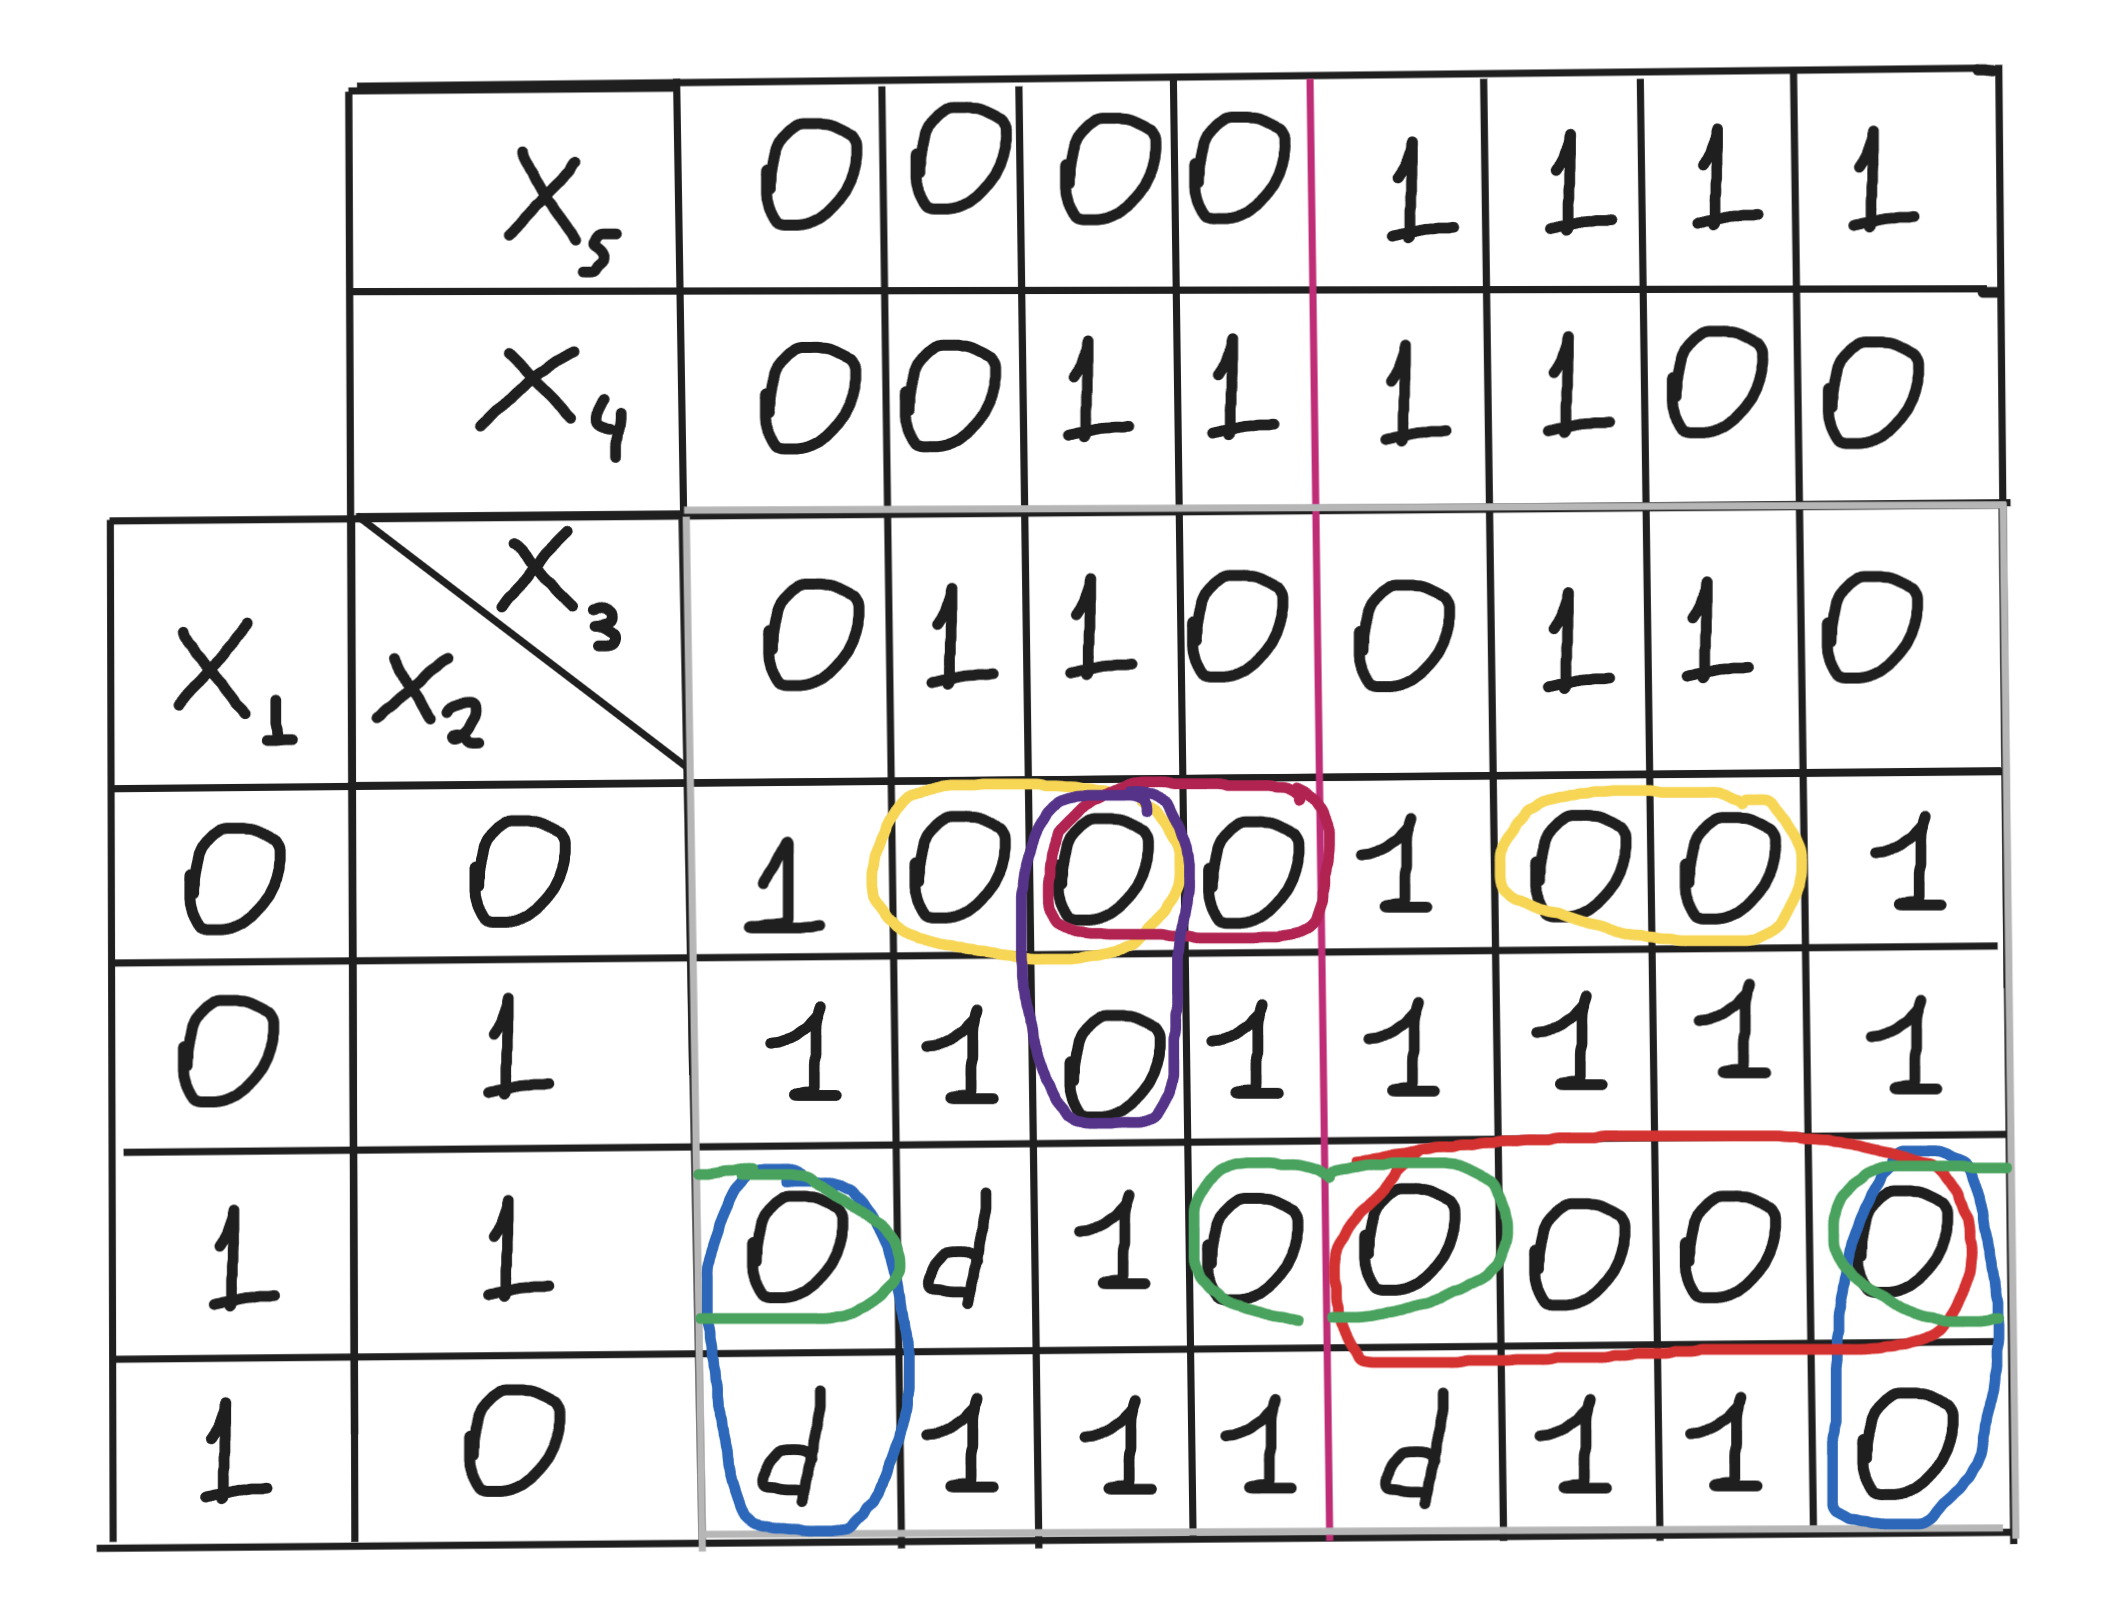 X5 0 0 0 0 1 1 1 1
X4 0 0 1 1 1 1 0 0
X1 X2 X3 0 1 1 0 0 1 1 0
0 0 1 0 0 0 1 0 0 1
0 1 1 1 0 1 1 1 1 1
1 1 0 d 1 0 0 0 0 0
1 0 d 1 1 1 d 1 1 0